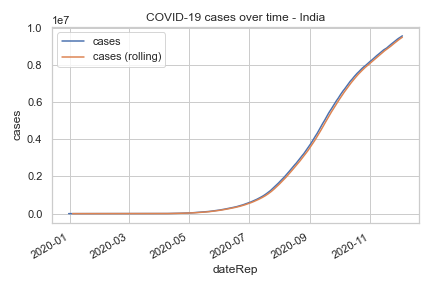 COVID-19 cases over time - India
1e7
cases
cases (rolling)
1.0
0.8
0.6
0.4
0.2
0.0
cases
2020-01
2020-03
2020-05
2020-07
2020-09
2020-11
dateRep